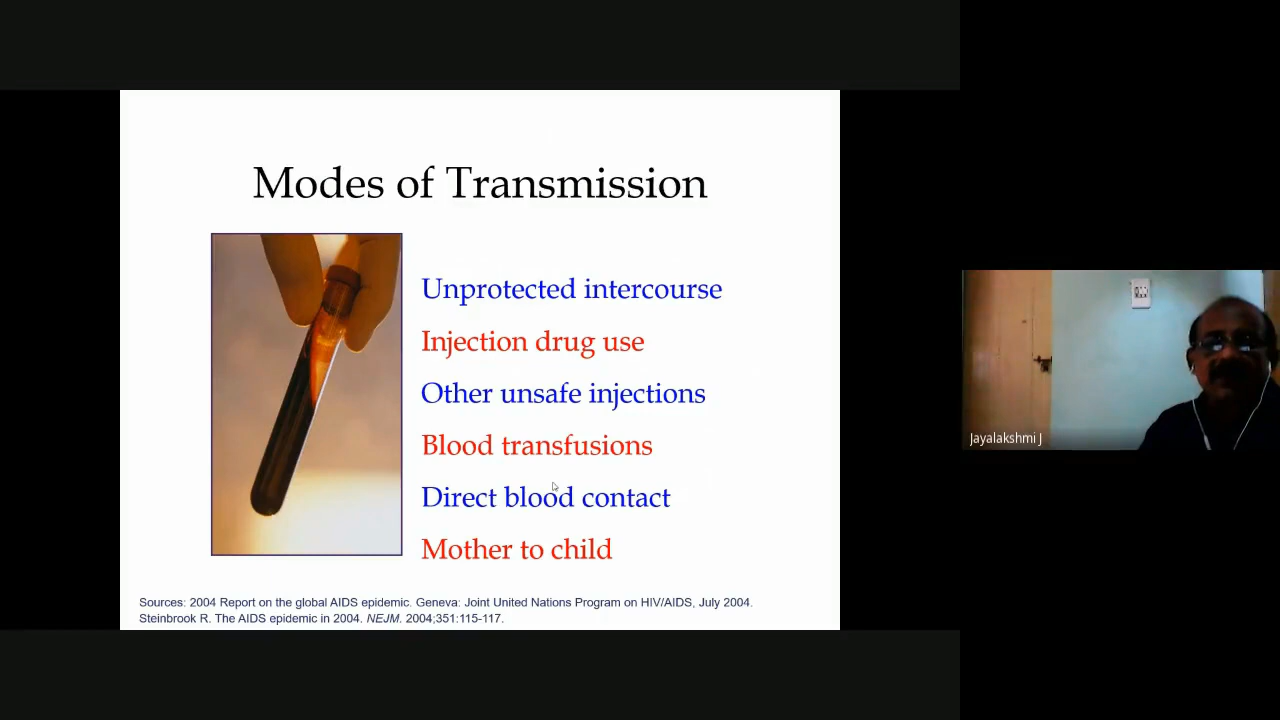 Modes of Transmission
Unprotected intercourse
Injection drug use
Other unsafe injections
Blood transfusions
Direct blood contact
Mother to child
Sources: 2004 Report on the global AIDS epidemic. Geneva: Joint United Nations Program on HIV/AIDS, July 2004.
Steinbrook R. The AIDS epidemic in 2004. NEJM. 2004;351:115-117.
Jayalakshmi J